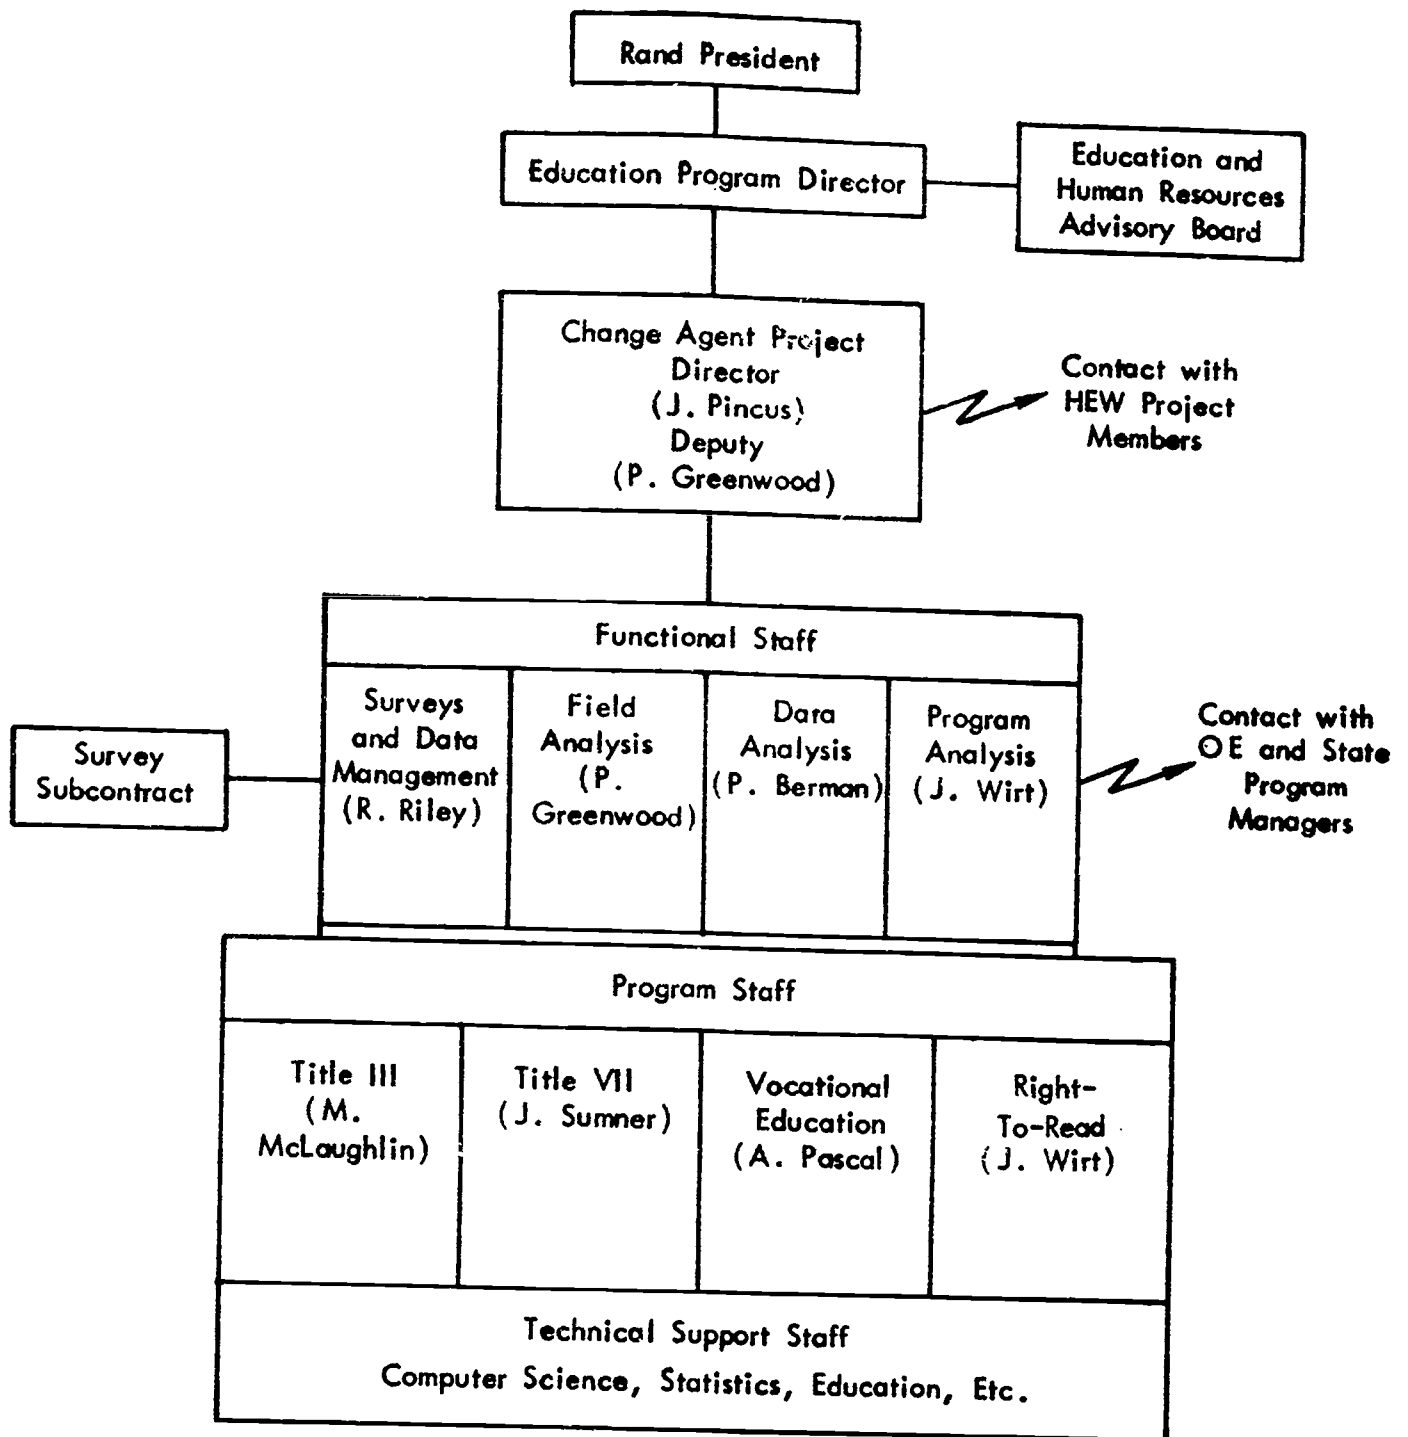 Rand President
Education Program Director
Education and
Human Resources
Advisory Board
Change Agent Project
Director
(J. Pincus)
Deputy
(P. Greenwood)
Contact with
HEW Project
Members
Functional Staff
Surveys
and Data
Management
(R. Riley)
Field
Analysis
(P.
Greenwood)
Data
Analysis
(P. Berman)
Program
Analysis
(J. Wirt)
Survey
Subcontract
Contact with
OE and State
Program
Managers
Program Staff
Title III
(M.
McLaughlin)
Title VII
(J. Sumner)
Vocational
Education
(A. Pascal)
Right-
To-Read
(J. Wirt)
Technical Support Staff
Computer Science, Statistics, Education, Etc.